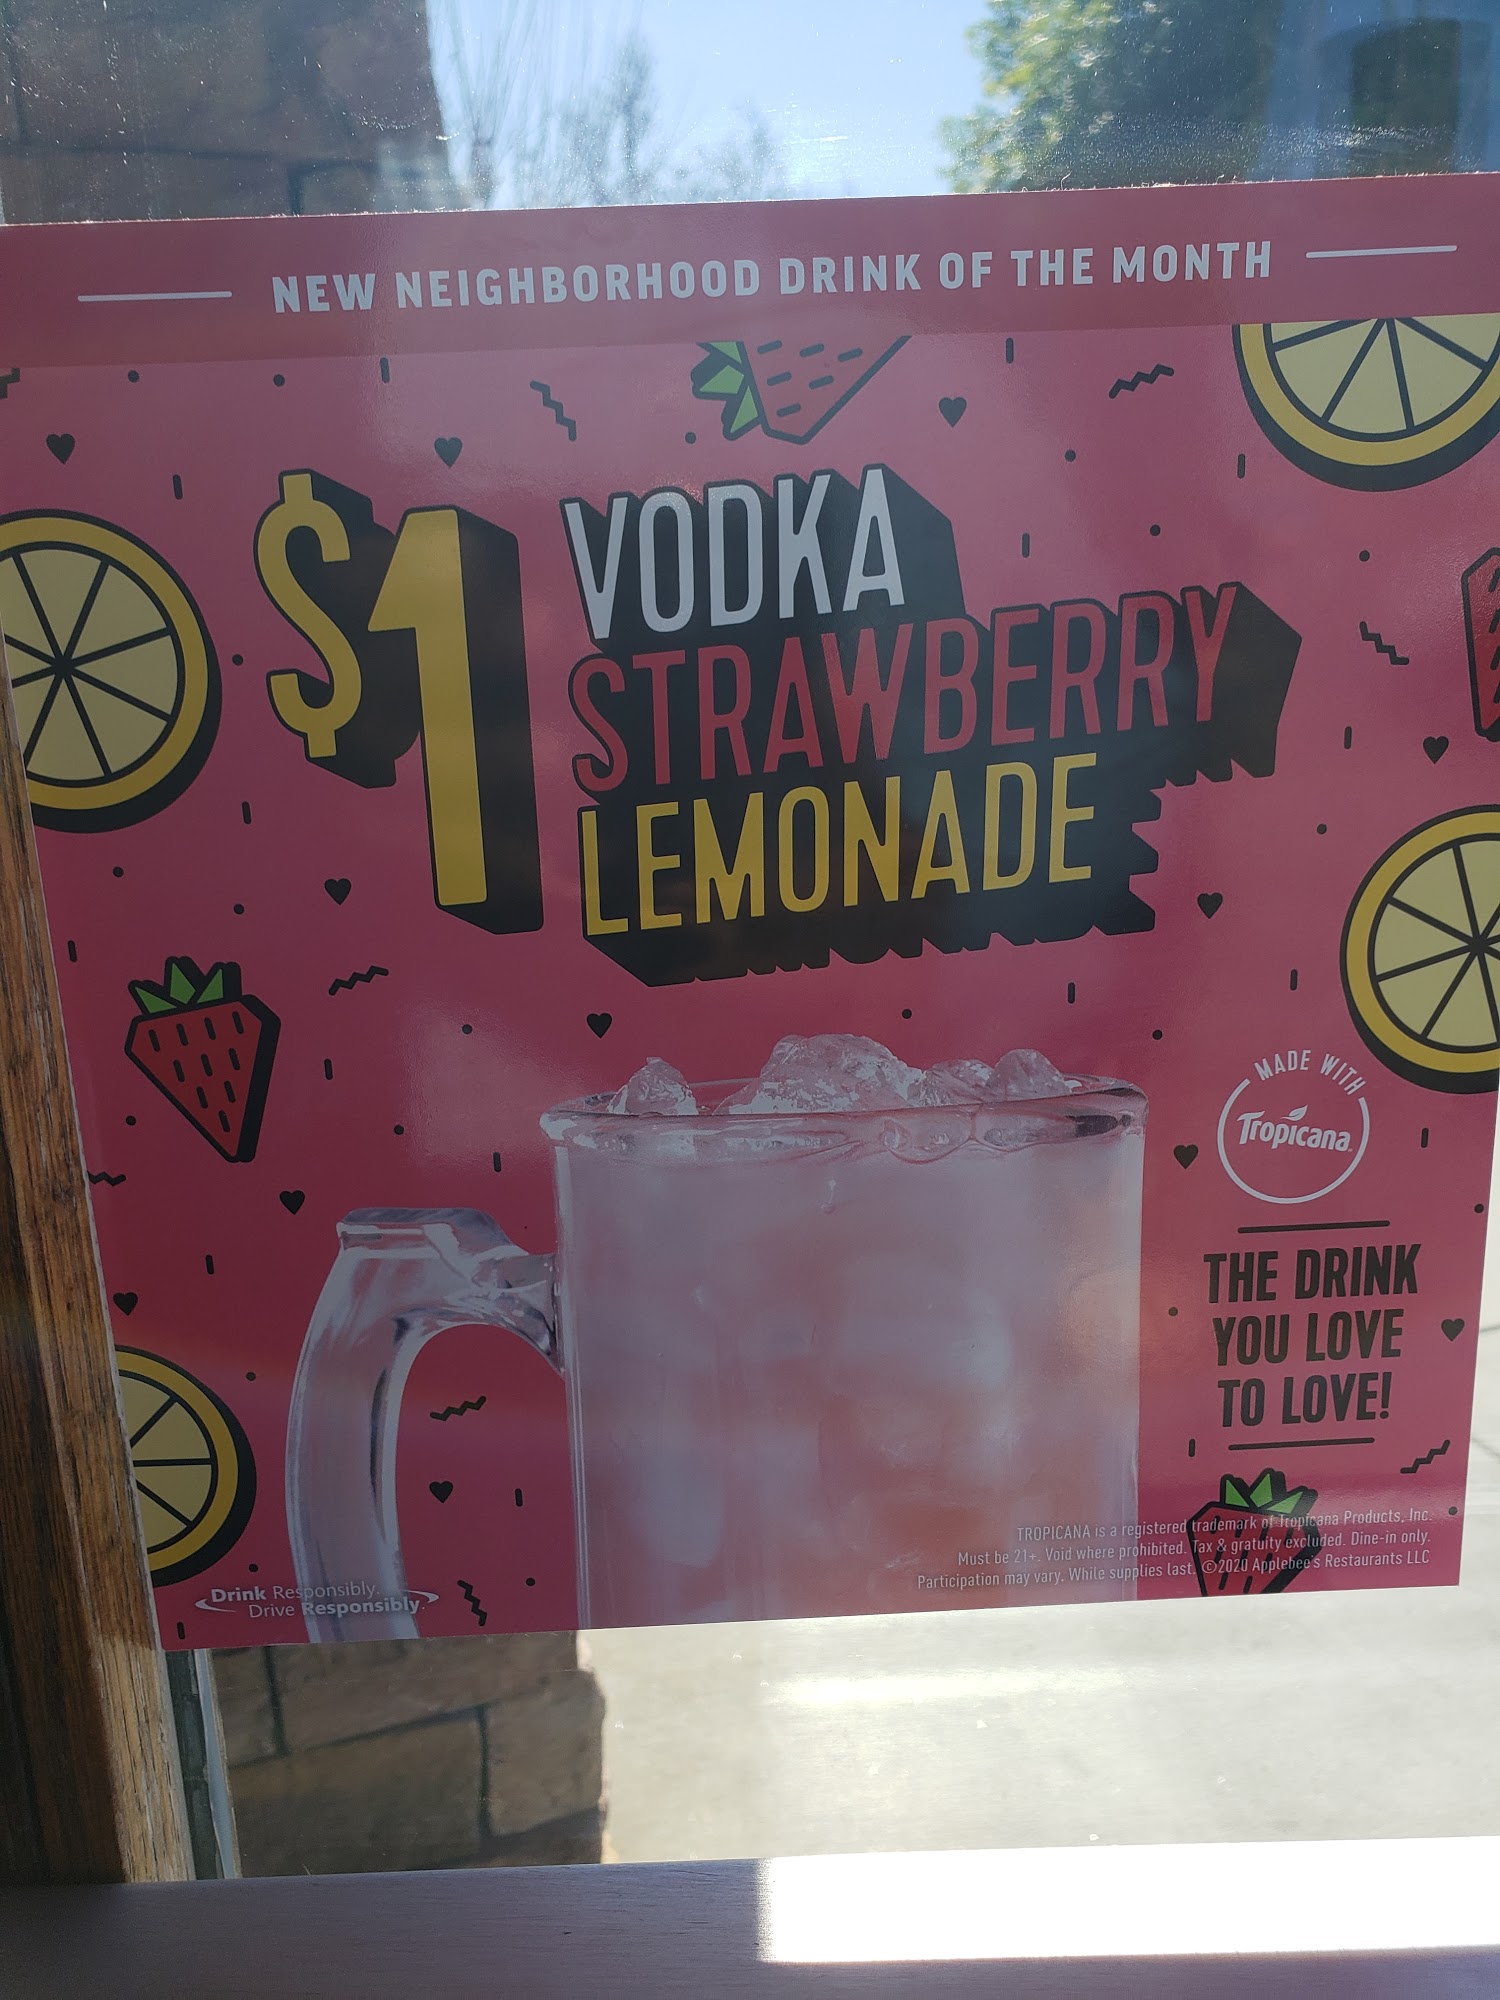 NEW NEIGHBORHOOD DRINK OF THE MONTH
$1
VODKA
STRAWBERRY
LEMONADE
MADE WITH
Tropicana
THE DRINK
YOU LOVE
TO LOVE!
TROPICANA is a registered trademark of Tropicana Products, Inc.
Must be 21+. Void where prohibited. Tax & gratuity excluded. Dine-in only.
Participation may vary. While supplies last. ©2020 Applebee's Restaurants LLC
Drink Responsibly.
Drive Responsibly.